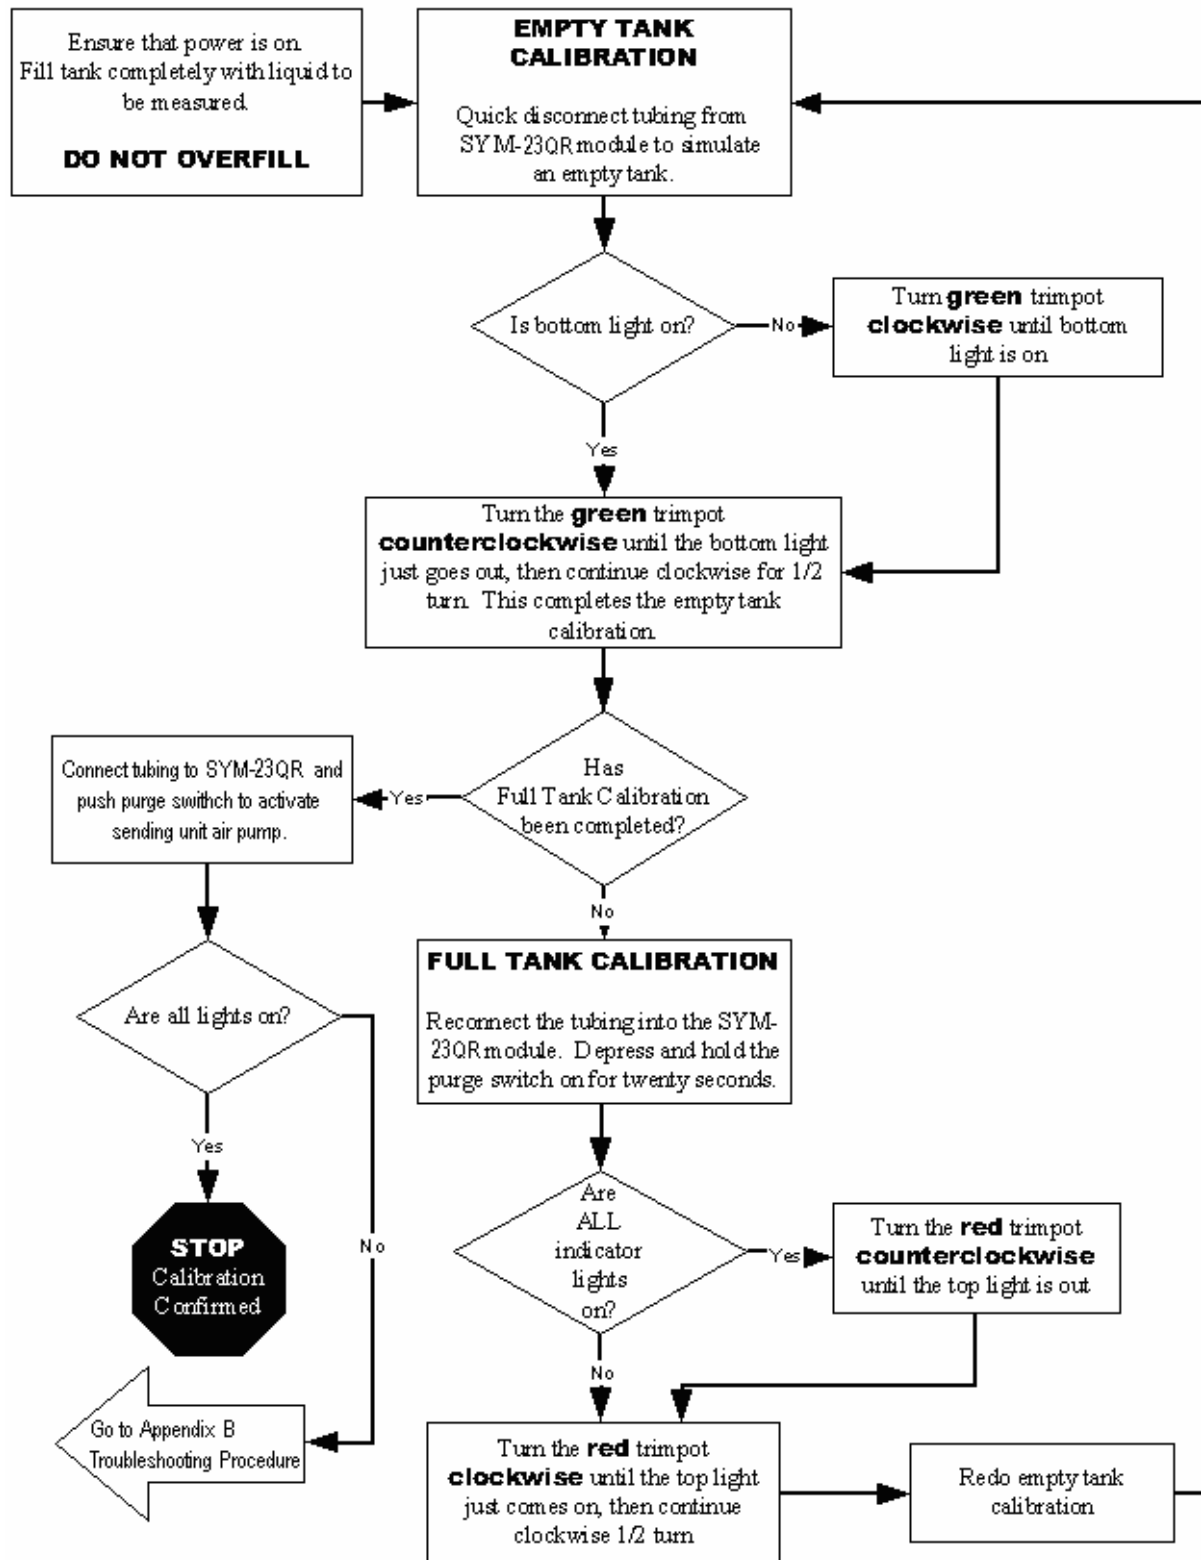 Ensure that power is on.
Fill tank completely with liquid to
be measured.
DO NOT OVERFILL
EMPTY TANK
CALIBRATION
Quick disconnect tubing from
SYM-23QR module to simulate
an empty tank.
Is bottom light on?
No
Turn green trimpot
clockwise until bottom
light is on
Yes
Turn the green trimpot
counterclockwise until the bottom light
just goes out, then continue clockwise for 1/2
turn. This completes the empty tank
calibration.
Has
Full Tank Calibration
been completed?
Yes
Connect tubing to SYM-23QR and
push purge swithch to activate
sending unit air pump.
No
Are all lights on?
Yes
No
STOP
Calibration
Confirmed
Go to Appendix B
Troubleshooting Procedure
FULL TANK CALIBRATION
Reconnect the tubing into the SYM-
23QR module. Depress and hold the
purge switch on for twenty seconds.
Are
ALL
indicator
lights
on?
Yes
Turn the red trimpot
counterclockwise
until the top light is out
No
Turn the red trimpot
clockwise until the top light
just comes on, then continue
clockwise 1/2 turn
Redo empty tank
calibration